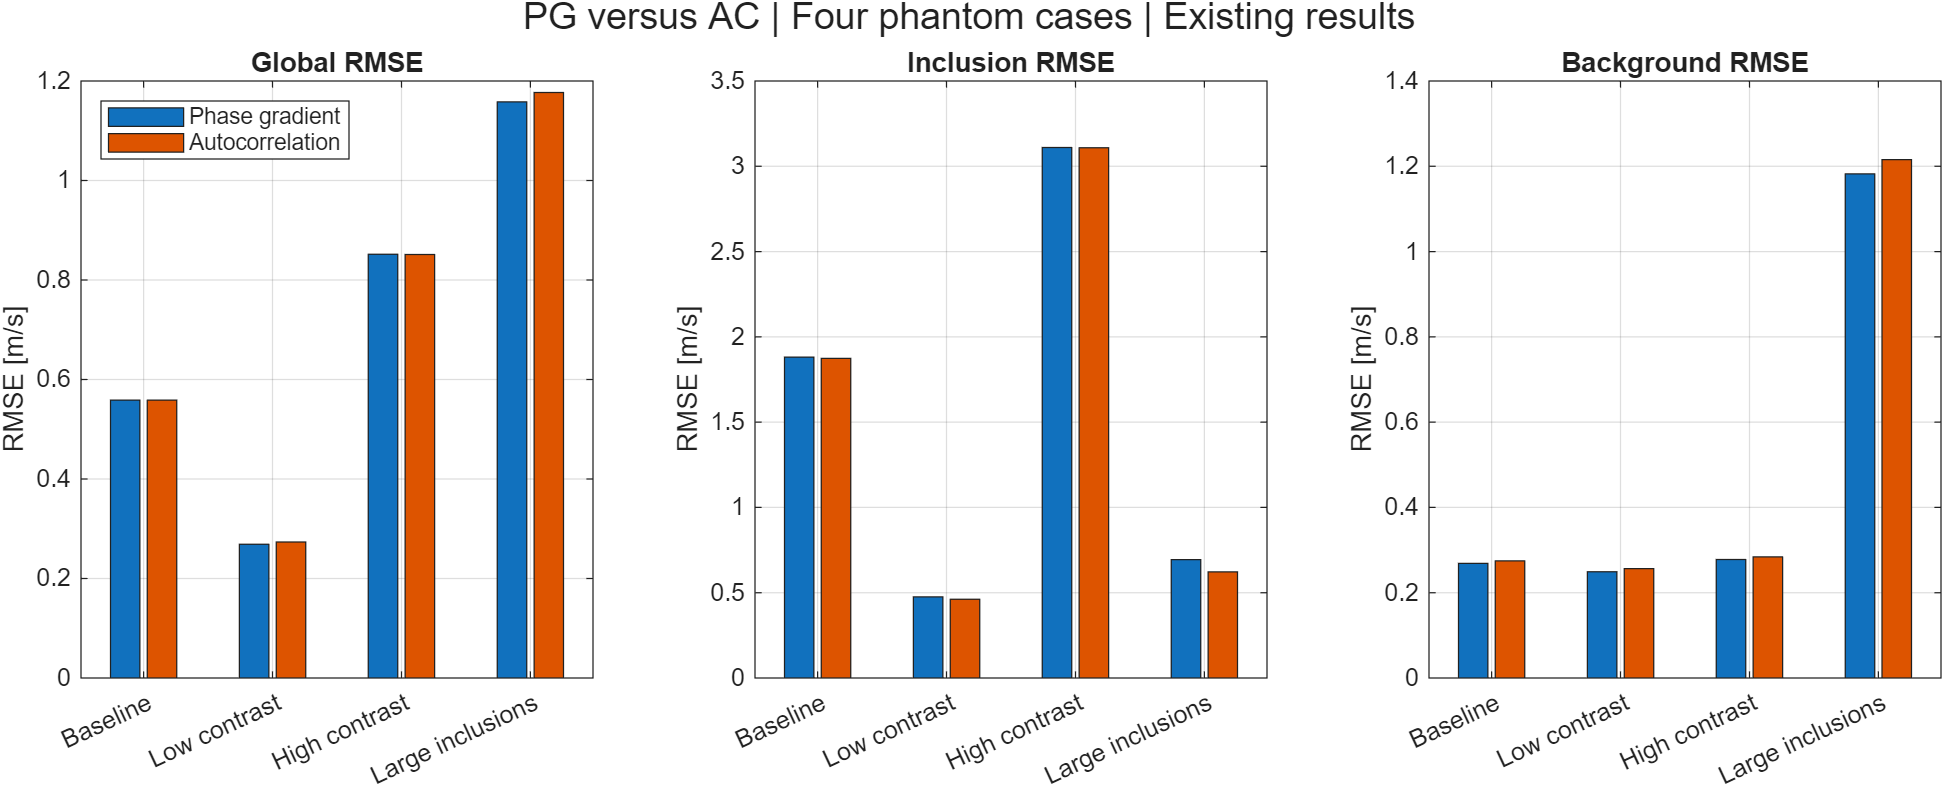 PG versus AC | Four phantom cases | Existing results
Global RMSE
1.2
1
0.8
0.6
0.4
0.2
0
RMSE [m/s]
Phase gradient
Autocorrelation
Baseline
Low contrast
High contrast
Large inclusions
Inclusion RMSE
3.5
3
2.5
2
1.5
1
0.5
0
RMSE [m/s]
Baseline
Low contrast
High contrast
Large inclusions
Background RMSE
1.4
1.2
1
0.8
0.6
0.4
0.2
0
RMSE [m/s]
Baseline
Low contrast
High contrast
Large inclusions